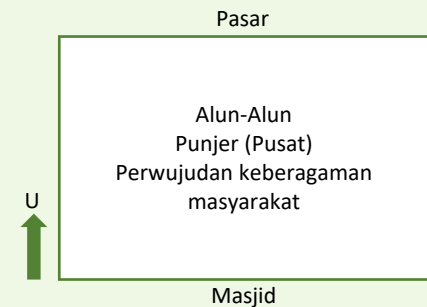 Pasar
Alun-Alun
Punjer (Pusat)
Perwujudan keberagaman
masyarakat
U
Masjid